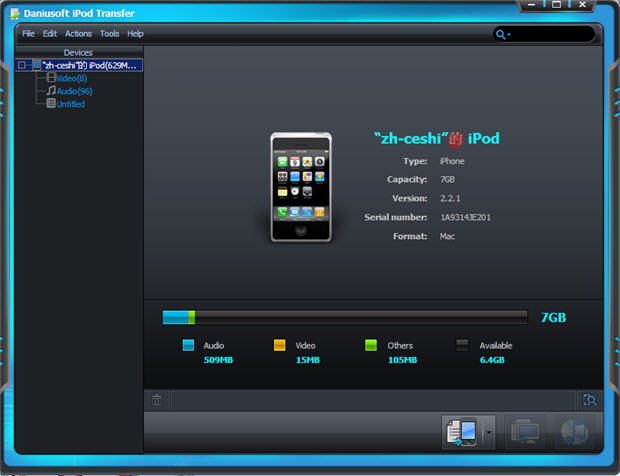 Daniusoft iPod Transfer
File Edit Actions Tools Help
Devices
"zh-ceshi"的 iPod(629M...
Video(8)
Audio(96)
Untitled
"zh-ceshi"的 iPod
Type: iPhone
Capacity: 7GB
Version: 2.2.1
Serial number: 1A9314JE201
Format: Mac
7GB
Audio Video Others Available
509MB 15MB 105MB 6.4GB